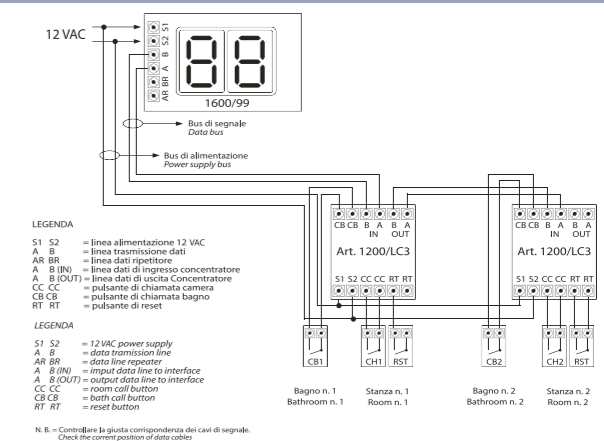 12 VAC
S1
S2
B
A
BR
AR
1600/99
Bus di segnale
Data bus
Bus di alimentazione
Power supply bus
CB CB B A B A
IN OUT
Art. 1200/LC3
S1 S2 CC CC RT RT
CB CB B A B A
IN OUT
Art. 1200/LC3
S1 S2 CC CC RT RT
CB1
CH1
RST
CB2
CH2
RST
Bagno n. 1
Bathroom n. 1
Stanza n. 1
Room n. 1
Bagno n. 2
Bathroom n. 2
Stanza n. 2
Room n. 2
LEGENDA
S1 S2 = linea alimentazione 12 VAC
A B = linea trasmissione dati
AR BR = linea dati ripetitore
A B (IN) = linea dati di ingresso concentratore
A B (OUT) = linea dati di uscita Concentratore
CC CC = pulsante di chiamata camera
CB CB = pulsante di chiamata bagno
RT RT = pulsante di reset
LEGENDA
S1 S2 = 12 VAC power supply
A B = data tramission line
AR BR = data line repeater
A B (IN) = imput data line to interface
A B (OUT) = output data line to interface
CC CC = room call button
CB CB = bath call button
RT RT = reset button
N. B. = Controllare la giusta corrispondenza dei cavi di segnale.
Check the corrent position of data cables